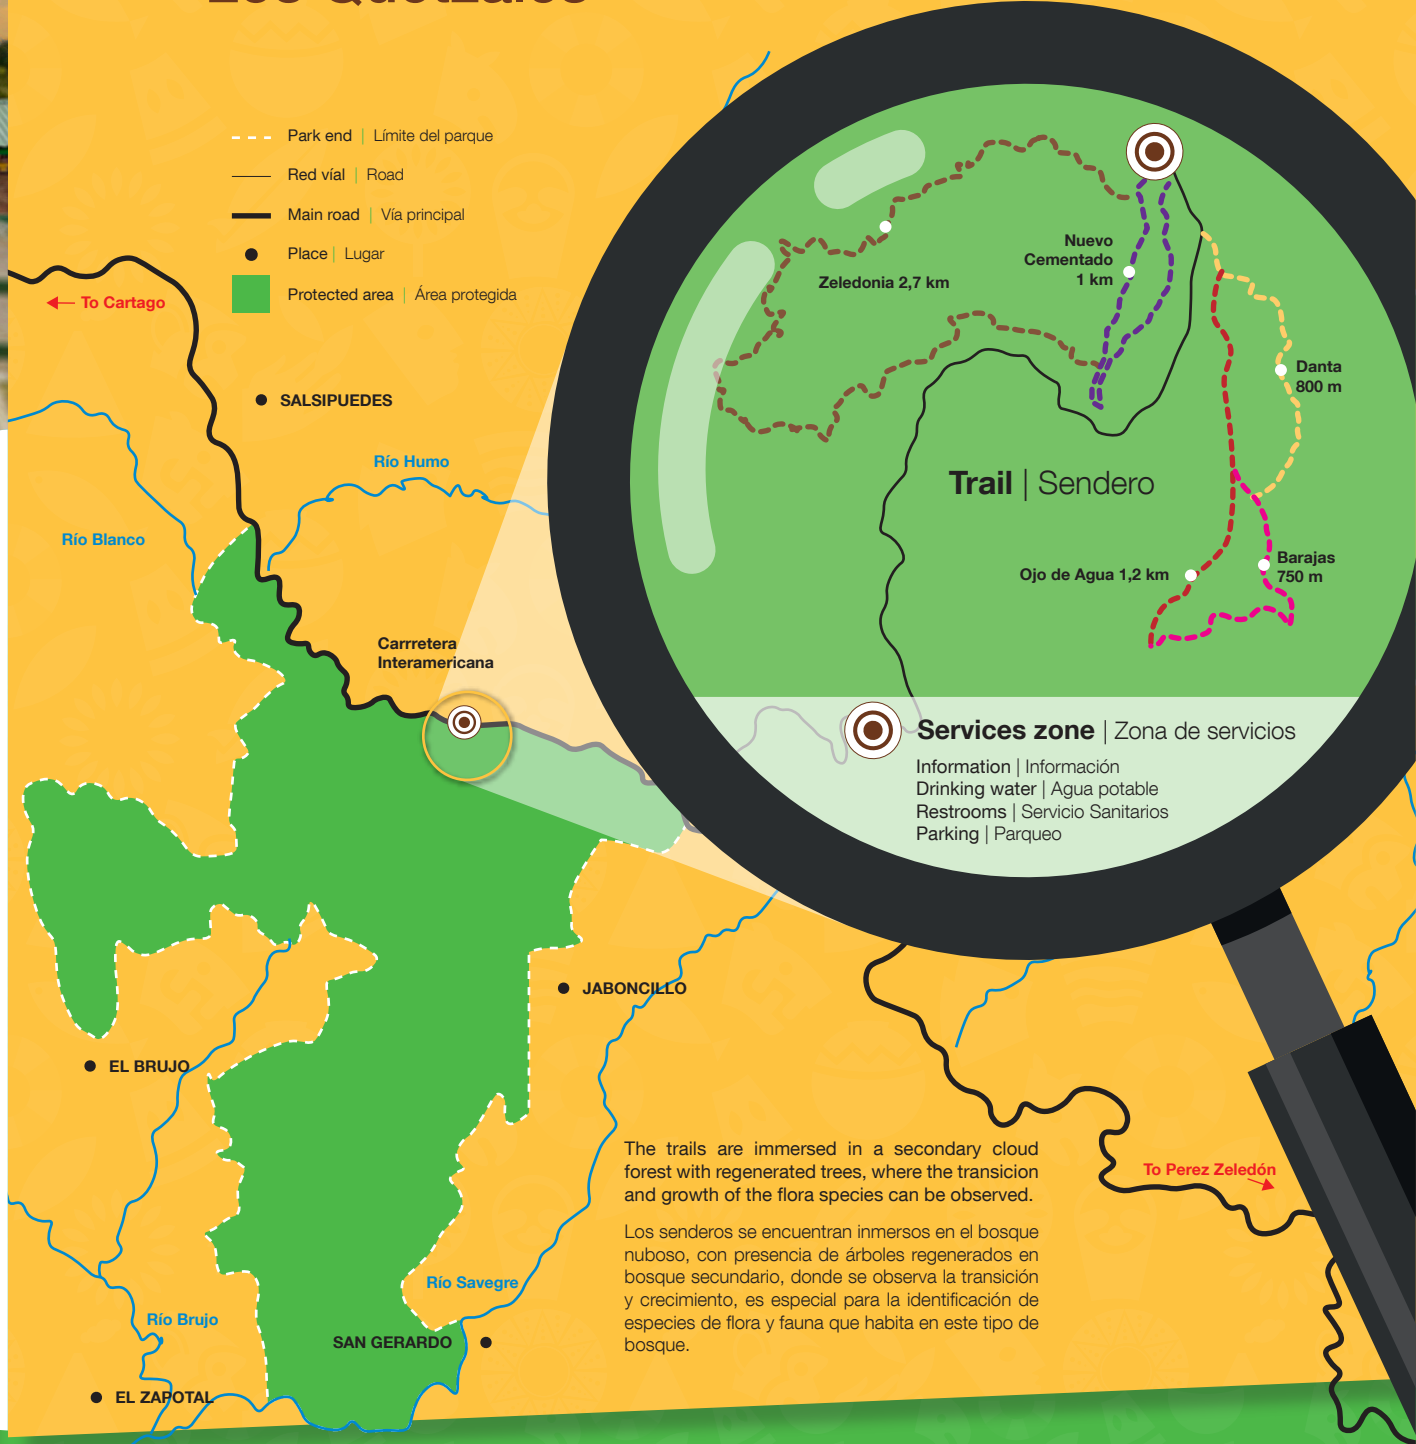 Los Quetzales
Park end | Límite del parque
Red víal | Road
Main road | Vía principal
Place | Lugar
Protected area | Área protegida
To Cartago
SALSIPUEDES
Río Humo
Río Blanco
Carrretera
Interamericana
Nuevo
Cementado
1 km
Zeledonia 2,7 km
Danta
800 m
Trail | Sendero
Ojo de Agua 1,2 km
Barajas
750 m
Services zone | Zona de servicios
Information | Información
Drinking water | Agua potable
Restrooms | Servicio Sanitarios
Parking | Parqueo
JABONCILLO
EL BRUJO
To Perez Zeledón
The trails are immersed in a secondary cloud
forest with regenerated trees, where the transicion
and growth of the flora species can be observed.
Los senderos se encuentran inmersos en el bosque
nuboso, con presencia de árboles regenerados en
bosque secundario, donde se observa la transición
y crecimiento, es especial para la identificación de
especies de flora y fauna que habita en este tipo de
bosque.
Río Savegre
Río Brujo
SAN GERARDO
EL ZAPOTAL